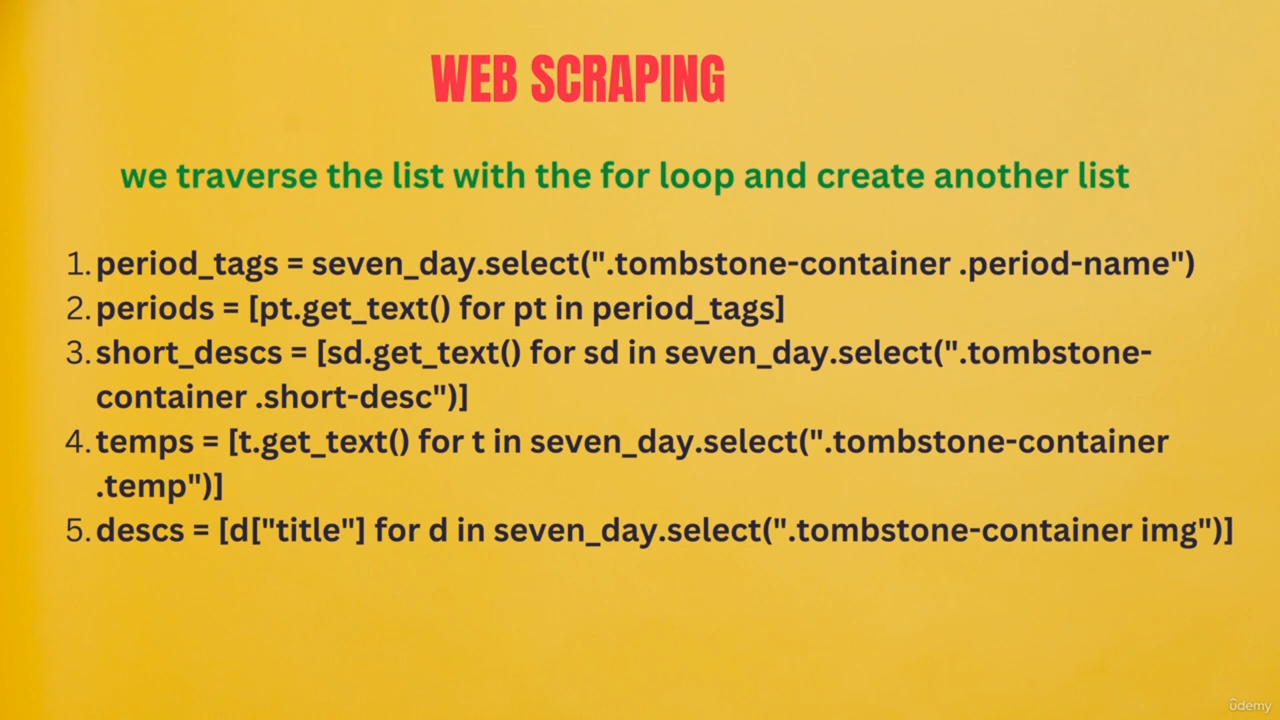 WEB SCRAPING
we traverse the list with the for loop and create another list
1. period_tags = seven_day.select(".tombstone-container .period-name")
2. periods = [pt.get_text() for pt in period_tags]
3. short_descs = [sd.get_text() for sd in seven_day.select(".tombstone-
container .short-desc")]
4. temps = [t.get_text() for t in seven_day.select(".tombstone-container
.temp")]
5. descs = [d["title"] for d in seven_day.select(".tombstone-container img")]
ûdemy